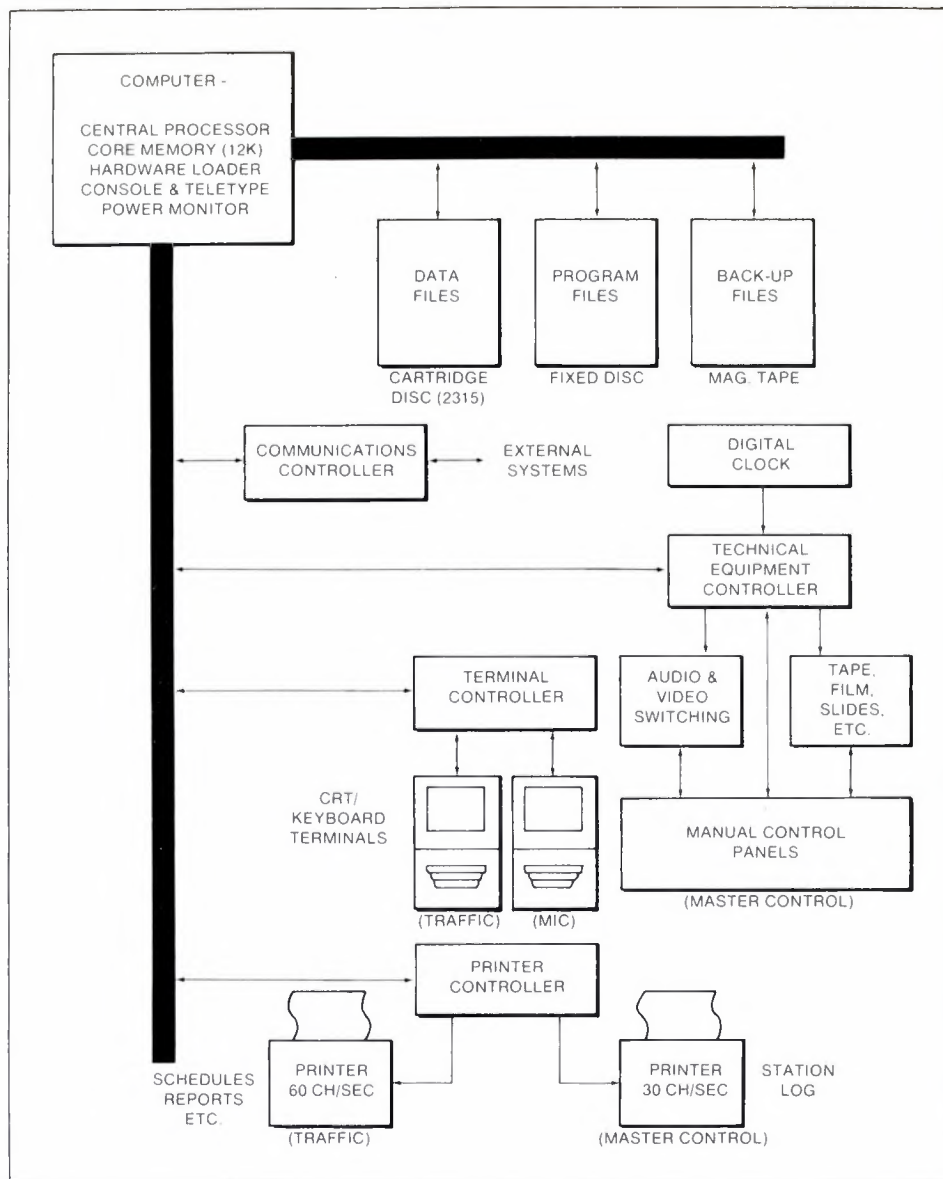 COMPUTER -
CENTRAL PROCESSOR
CORE MEMORY (12K)
HARDWARE LOADER
CONSOLE & TELETYPE
POWER MONITOR
DATA
FILES
PROGRAM
FILES
BACK-UP
FILES
CARTRIDGE
DISC (2315)
FIXED DISC
MAG. TAPE
COMMUNICATIONS
CONTROLLER
EXTERNAL
SYSTEMS
DIGITAL
CLOCK
TECHNICAL
EQUIPMENT
CONTROLLER
TERMINAL
CONTROLLER
AUDIO &
VIDEO
SWITCHING
TAPE,
FILM,
SLIDES,
ETC.
CRT/
KEYBOARD
TERMINALS
MANUAL CONTROL
PANELS
(TRAFFIC)
(MIC)
(MASTER CONTROL)
PRINTER
CONTROLLER
SCHEDULES
REPORTS
ETC.
PRINTER
60 CH/SEC
(TRAFFIC)
PRINTER
30 CH/SEC
(MASTER CONTROL)
STATION
LOG